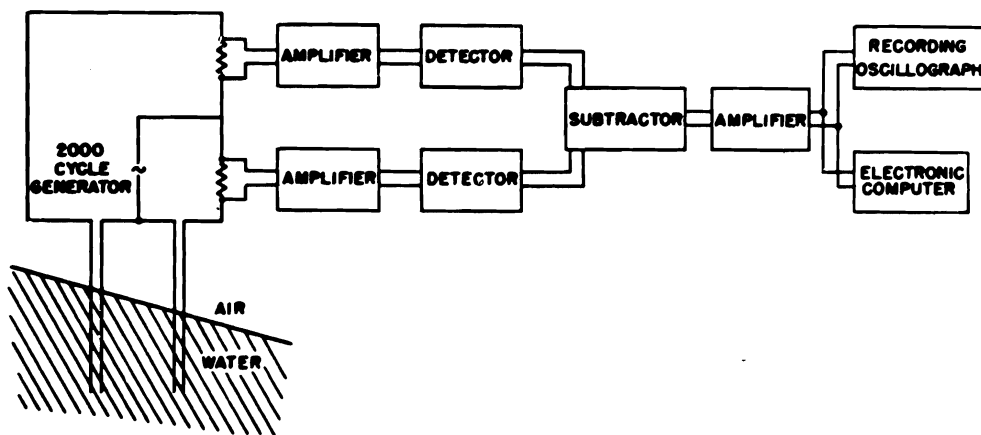 AMPLIFIER
DETECTOR
RECORDING
OSCILLOGRAPH
SUBTRACTOR
AMPLIFIER
2000
CYCLE
GENERATOR
~
AMPLIFIER
DETECTOR
ELECTRONIC
COMPUTER
AIR
WATER